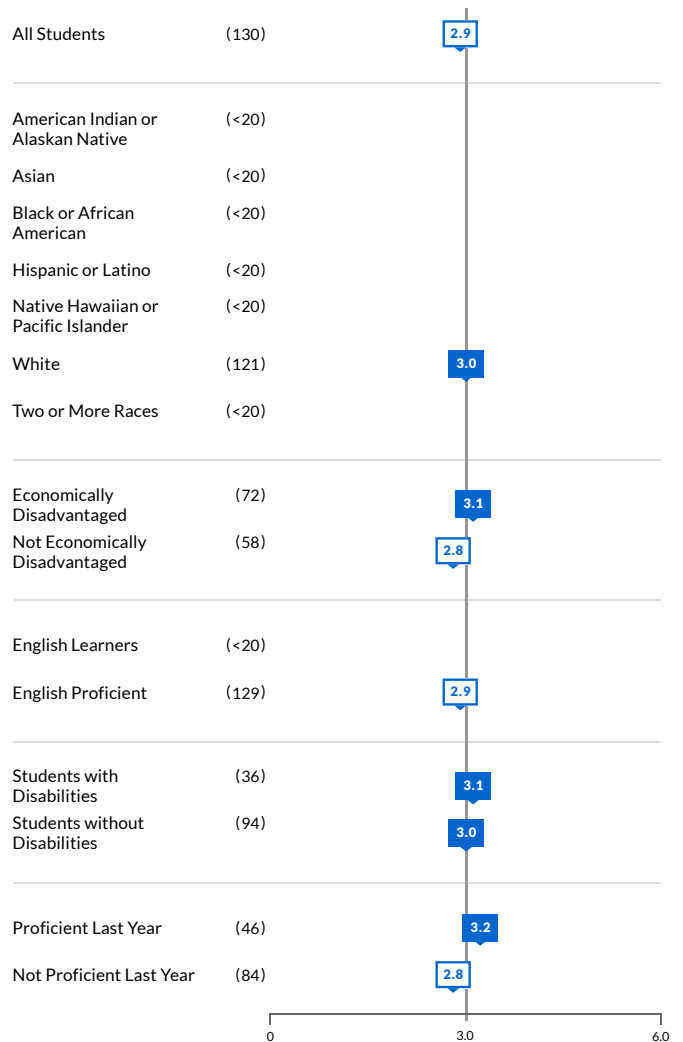 All Students (130) 2.9
American Indian or (<20)
Alaskan Native
Asian (<20)
Black or African (<20)
American
Hispanic or Latino (<20)
Native Hawaiian or (<20)
Pacific Islander
White (121) 3.0
Two or More Races (<20)
Economically (72) 3.1
Disadvantaged
Not Economically (58) 2.8
Disadvantaged
English Learners (<20)
English Proficient (129) 2.9
Students with (36) 3.1
Disabilities
Students without (94) 3.0
Disabilities
Proficient Last Year (46) 3.2
Not Proficient Last Year (84) 2.8
0 3.0 6.0